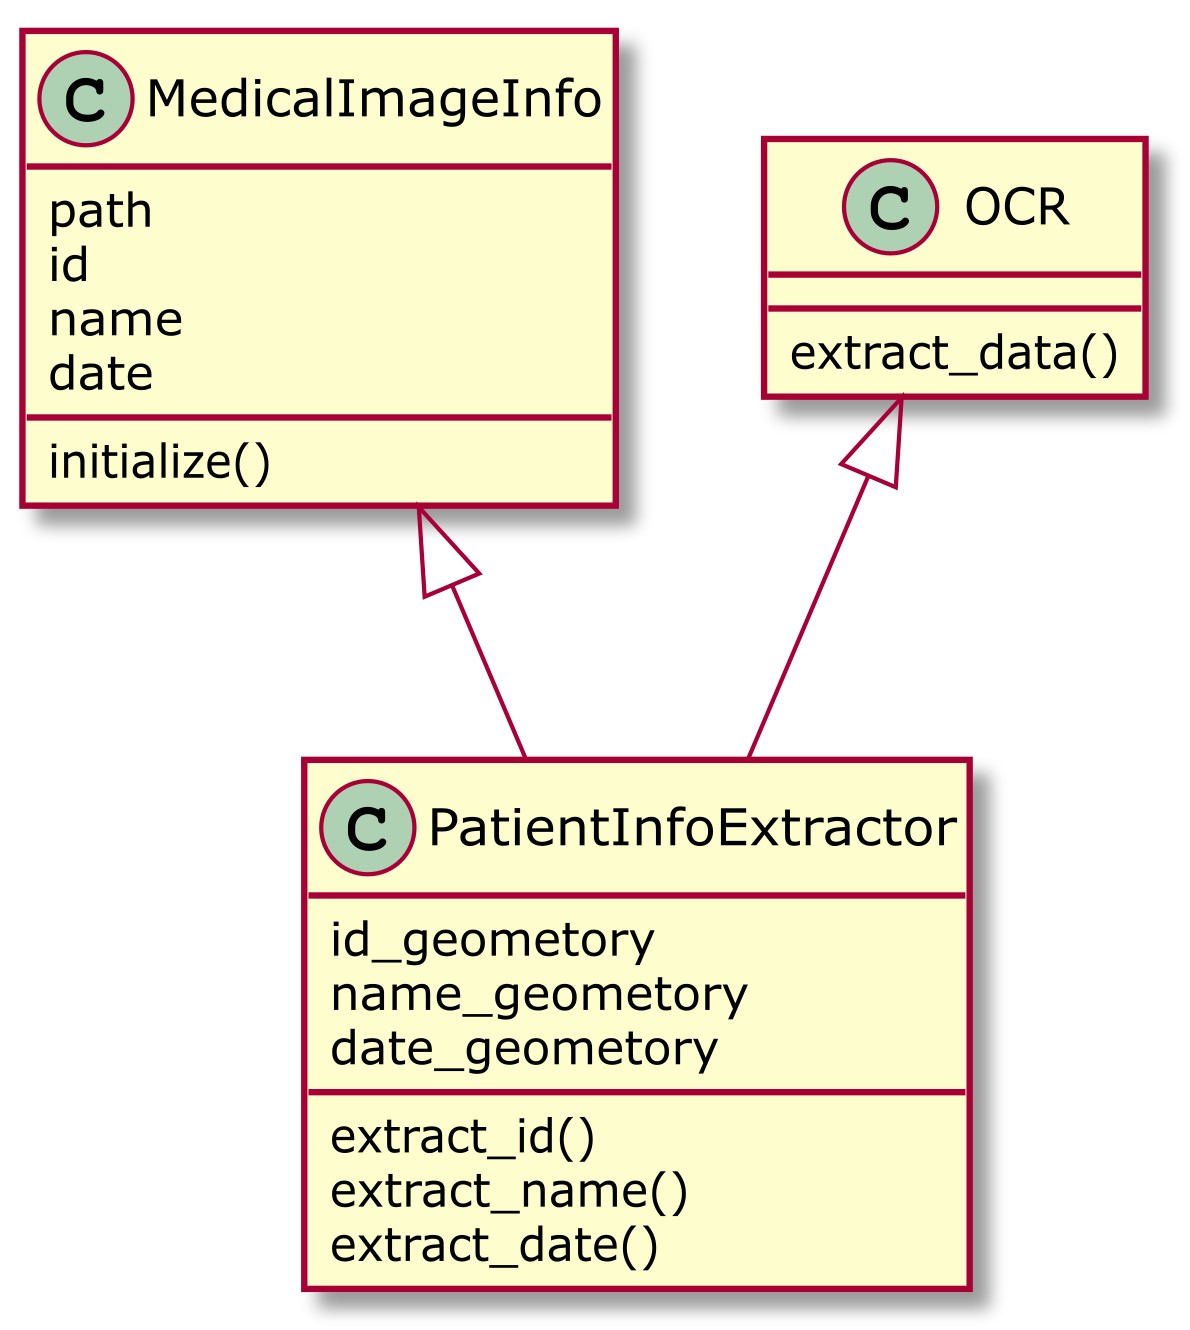 C MedicalImageInfo
path
id
name
date
initialize()
C OCR
extract_data()
C PatientInfoExtractor
id_geometory
name_geometory
date_geometory
extract_id()
extract_name()
extract_date()